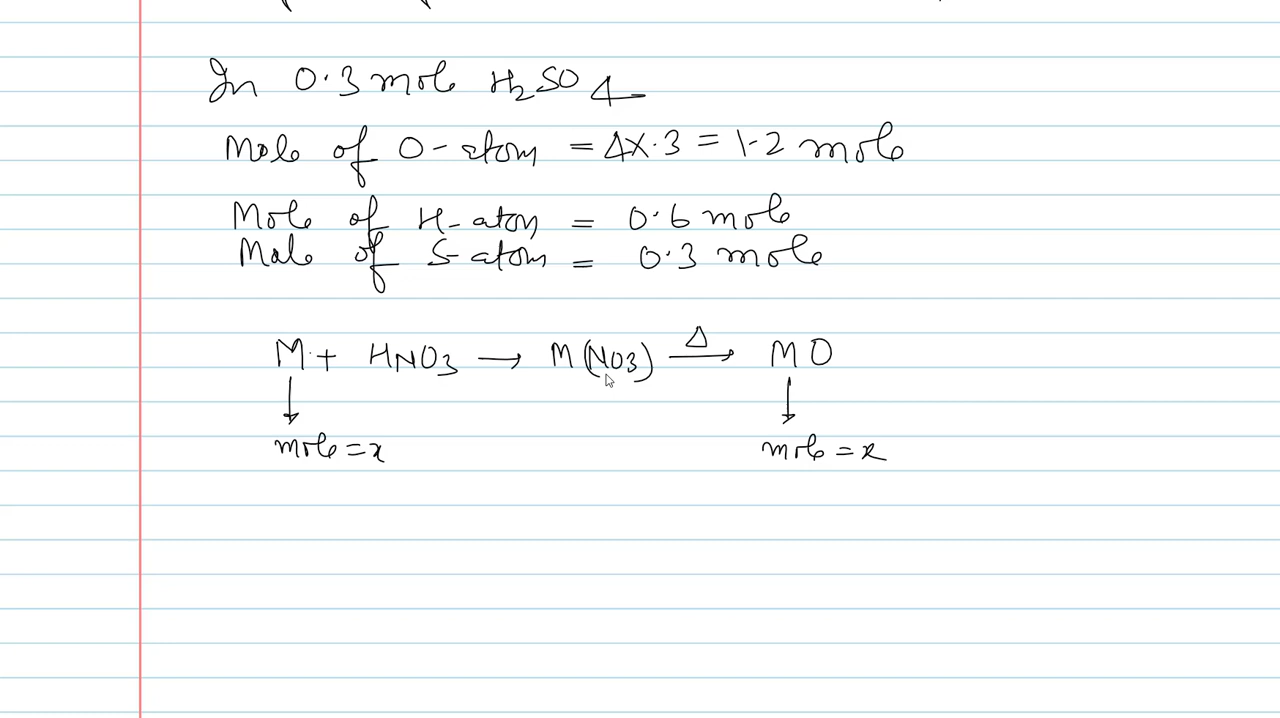 In 0.3 mole H₂SO₄
Mole of O-atom = 4×.3 = 1.2 mole
Mole of H-atom = 0.6 mole
Mole of S-atom = 0.3 mole
M + HNO3 → M(NO3) —Δ→ MO
↓ ↓
mole = x mole = x